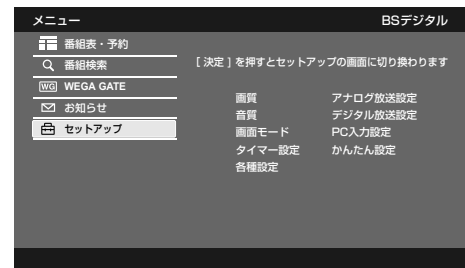 メニュー
BSデジタル
番組表・予約
番組検索
WG WEGA GATE
お知らせ
セットアップ
[ 決定 ] を押すとセットアップの画面に切り換わります
画質 アナログ放送設定
音質 デジタル放送設定
画面モード PC入力設定
タイマー設定 かんたん設定
各種設定